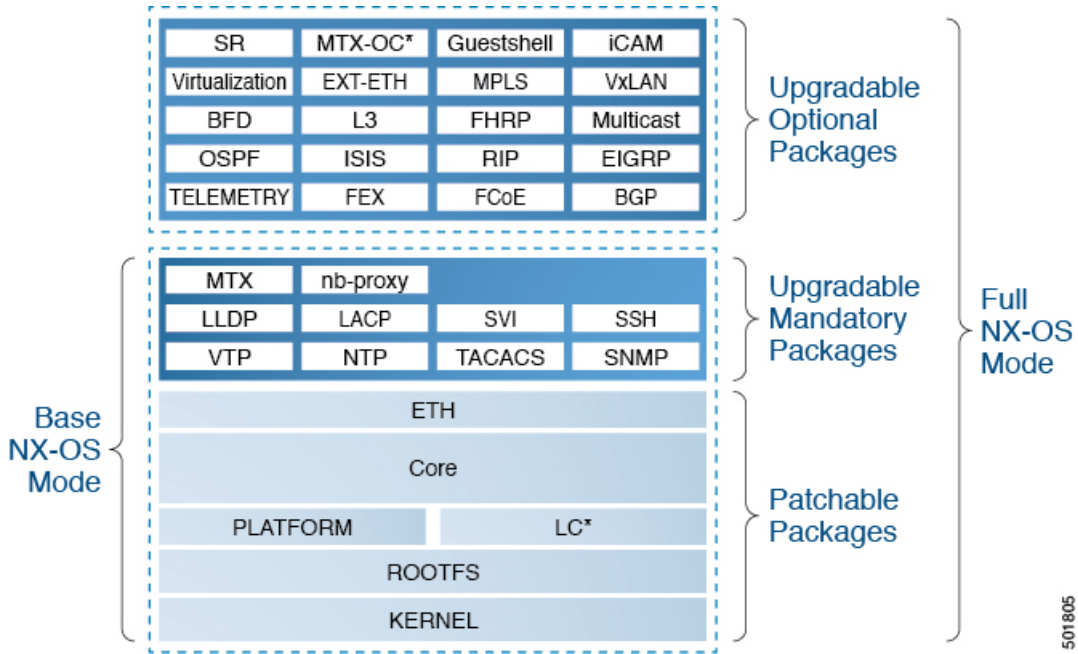 SR MTX-OC* Guestshell iCAM
Virtualization EXT-ETH MPLS VxLAN
BFD L3 FHRP Multicast
OSPF ISIS RIP EIGRP
TELEMETRY FEX FCoE BGP
Upgradable
Optional
Packages
MTX nb-proxy
LLDP LACP SVI SSH
VTP NTP TACACS SNMP
Upgradable
Mandatory
Packages
Full
NX-OS
Mode
Base
NX-OS
Mode
ETH
Core
PLATFORM LC*
ROOTFS
KERNEL
Patchable
Packages
501805